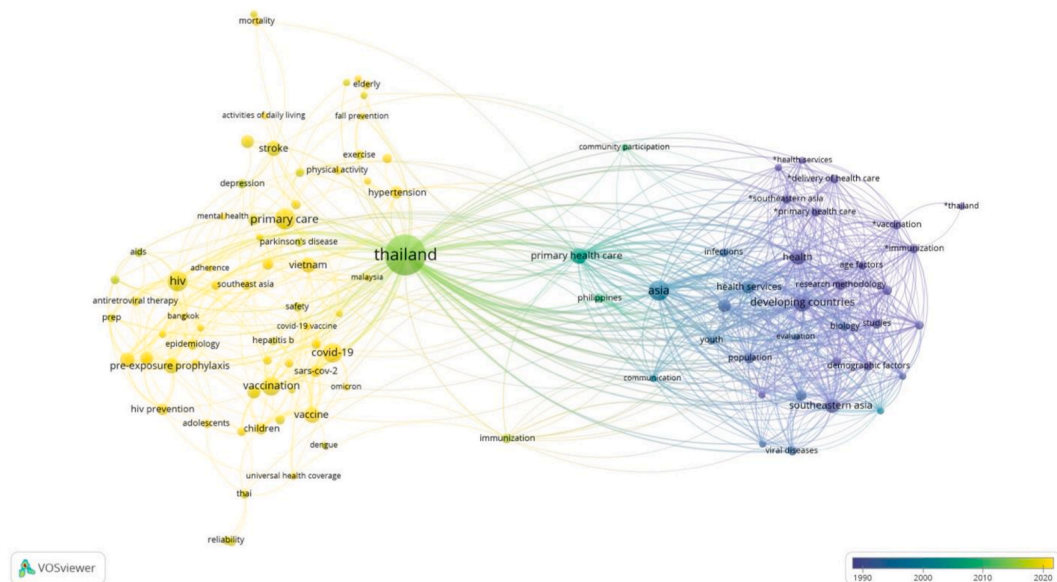 mortality
elderly
activities of daily living
fall prevention
stroke
exercise
physical activity
depression
hypertension
mental health
primary care
parkinson's disease
thailand
aids
adherence
vietnam
malaysia
hiv
southeast asia
antiretroviral therapy
safety
prep
bangkok
covid-19 vaccine
epidemiology
hepatitis b
covid-19
pre-exposure prophylaxis
sars-cov-2
vaccination
omicron
hiv prevention
vaccine
adolescents
children
dengue
universal health coverage
thai
reliability
community participation
primary health care
philippines
communication
immunization
*health services
*delivery of health care
*southeastern asia
*primary health care
*thailand
*vaccination
*immunization
infections
health
age factors
asia
health services
research methodology
developing countries
biology
studies
youth
evaluation
population
demographic factors
southeastern asia
viral diseases
VOSviewer
1990 2000 2010 2020